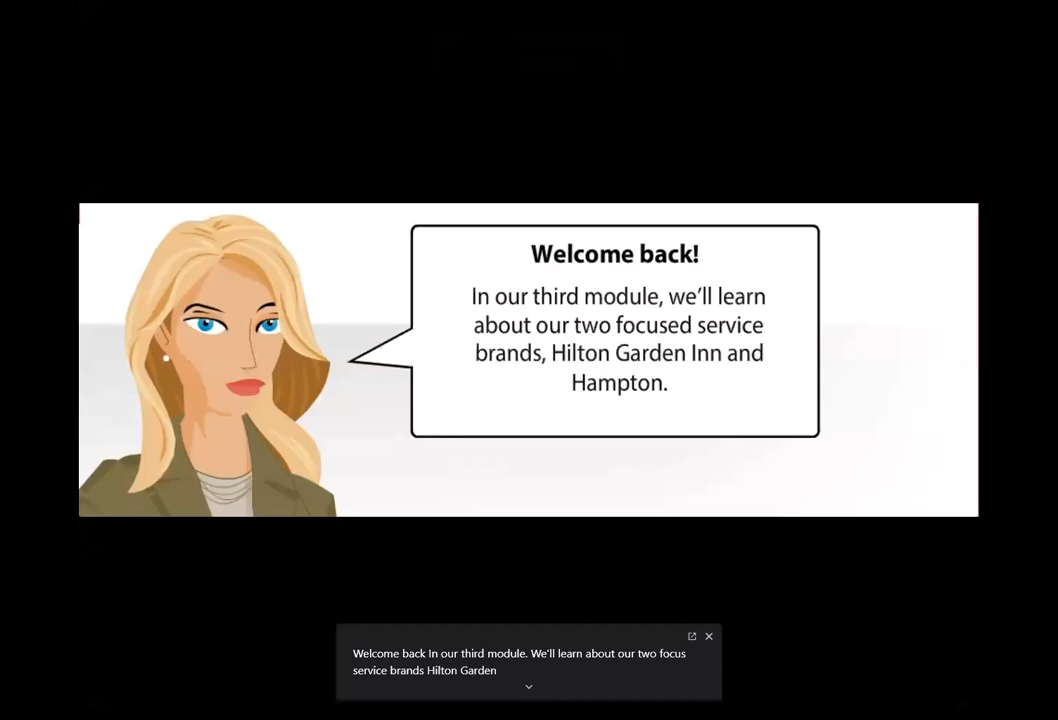 Welcome back!
In our third module, we'll learn
about our two focused service
brands, Hilton Garden Inn and
Hampton.
Welcome back In our third module. We'll learn about our two focus
service brands Hilton Garden